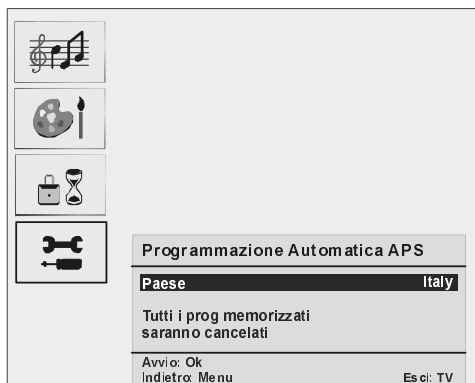 Programmazione Automatica APS
Paese Italy
Tutti i prog memorizzati
saranno cancelati
Avvio: Ok
Indietro: Menu Esci: TV